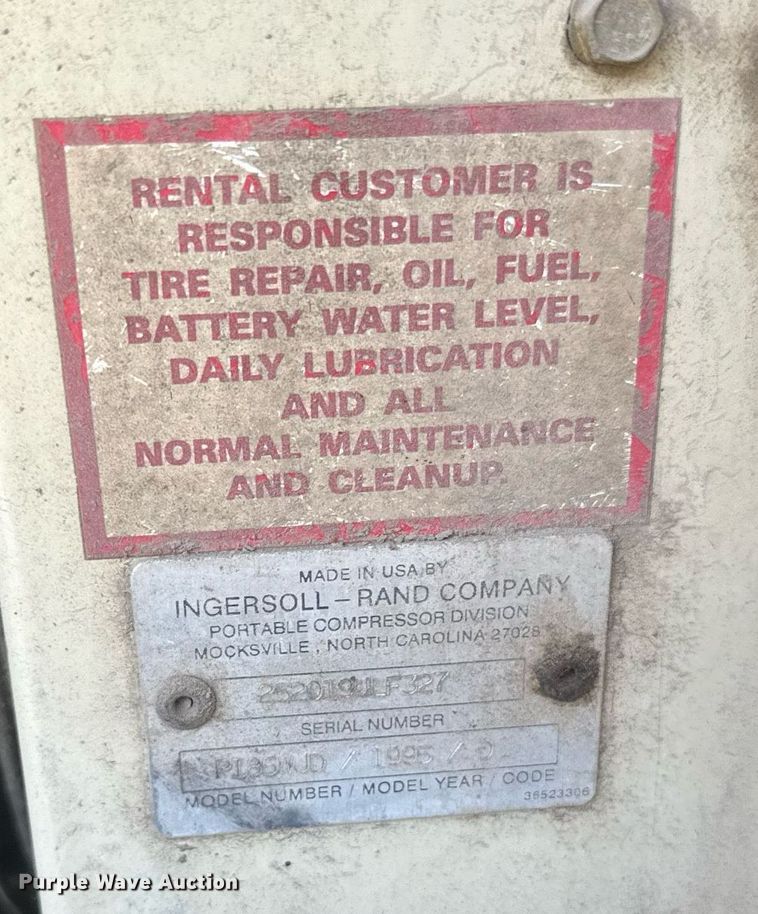 RENTAL CUSTOMER IS
RESPONSIBLE FOR
TIRE REPAIR, OIL, FUEL,
BATTERY WATER LEVEL,
DAILY LUBRICATION
AND ALL
NORMAL MAINTENANCE
AND CLEANUP.
MADE IN USA BY
INGERSOLL-RAND COMPANY
PORTABLE COMPRESSOR DIVISION
MOCKSVILLE, NORTH CAROLINA 27028
SERIAL NUMBER
MODEL NUMBER / MODEL YEAR / CODE
36523306
Purple Wave Auction